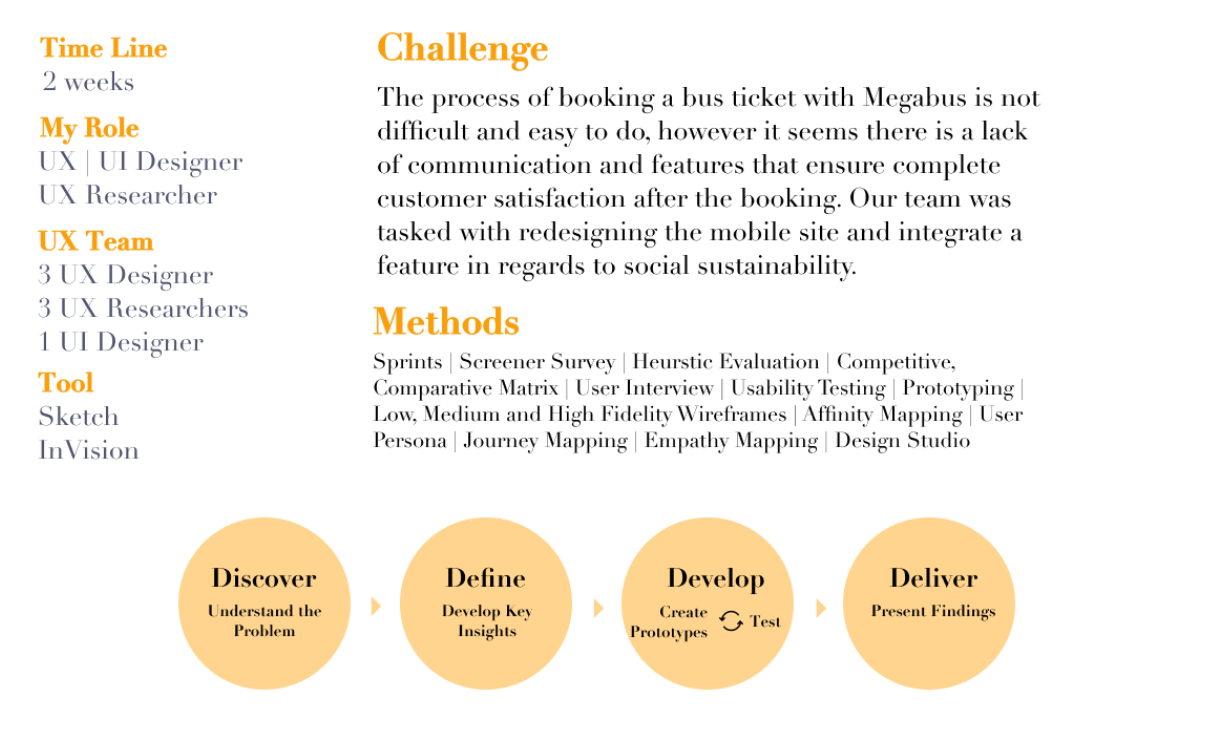 Time Line
2 weeks
My Role
UX | UI Designer
UX Researcher
UX Team
3 UX Designer
3 UX Researchers
1 UI Designer
Tool
Sketch
InVision
Challenge
The process of booking a bus ticket with Megabus is not
difficult and easy to do, however it seems there is a lack
of communication and features that ensure complete
customer satisfaction after the booking. Our team was
tasked with redesigning the mobile site and integrate a
feature in regards to social sustainability.
Methods
Sprints | Screener Survey | Heurstic Evaluation | Competitive,
Comparative Matrix | User Interview | Usability Testing | Prototyping |
Low, Medium and High Fidelity Wireframes | Affinity Mapping | User
Persona | Journey Mapping | Empathy Mapping | Design Studio
Discover
Understand the
Problem
Define
Develop Key
Insights
Develop
Create
Prototypes
Test
Deliver
Present Findings